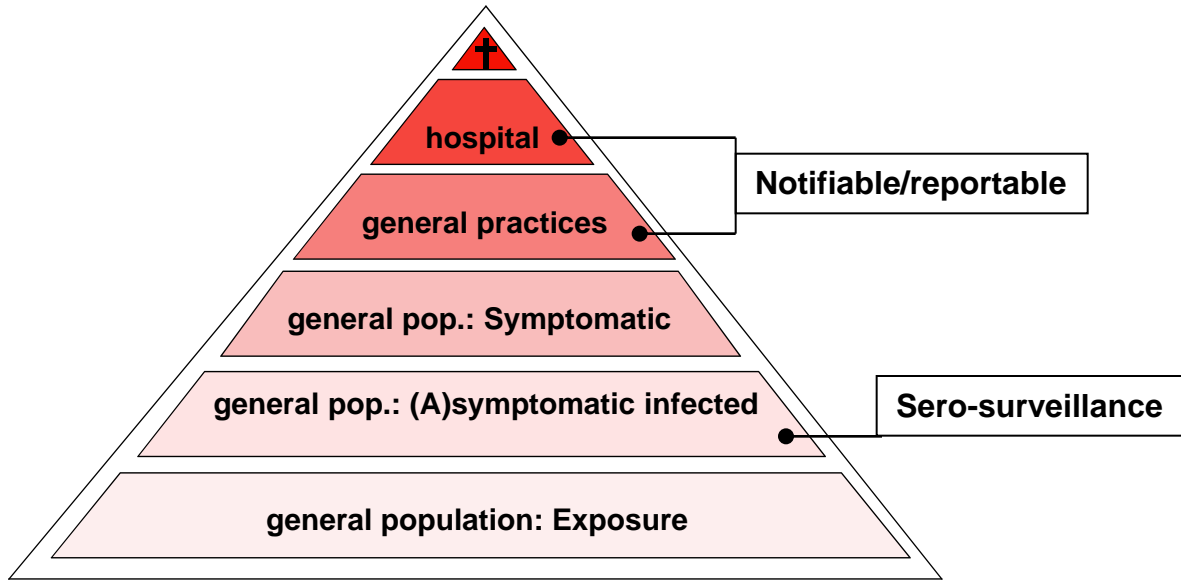 hospital
Notifiable/reportable
general practices
general pop.: Symptomatic
general pop.: (A)symptomatic infected
Sero-surveillance
general population: Exposure